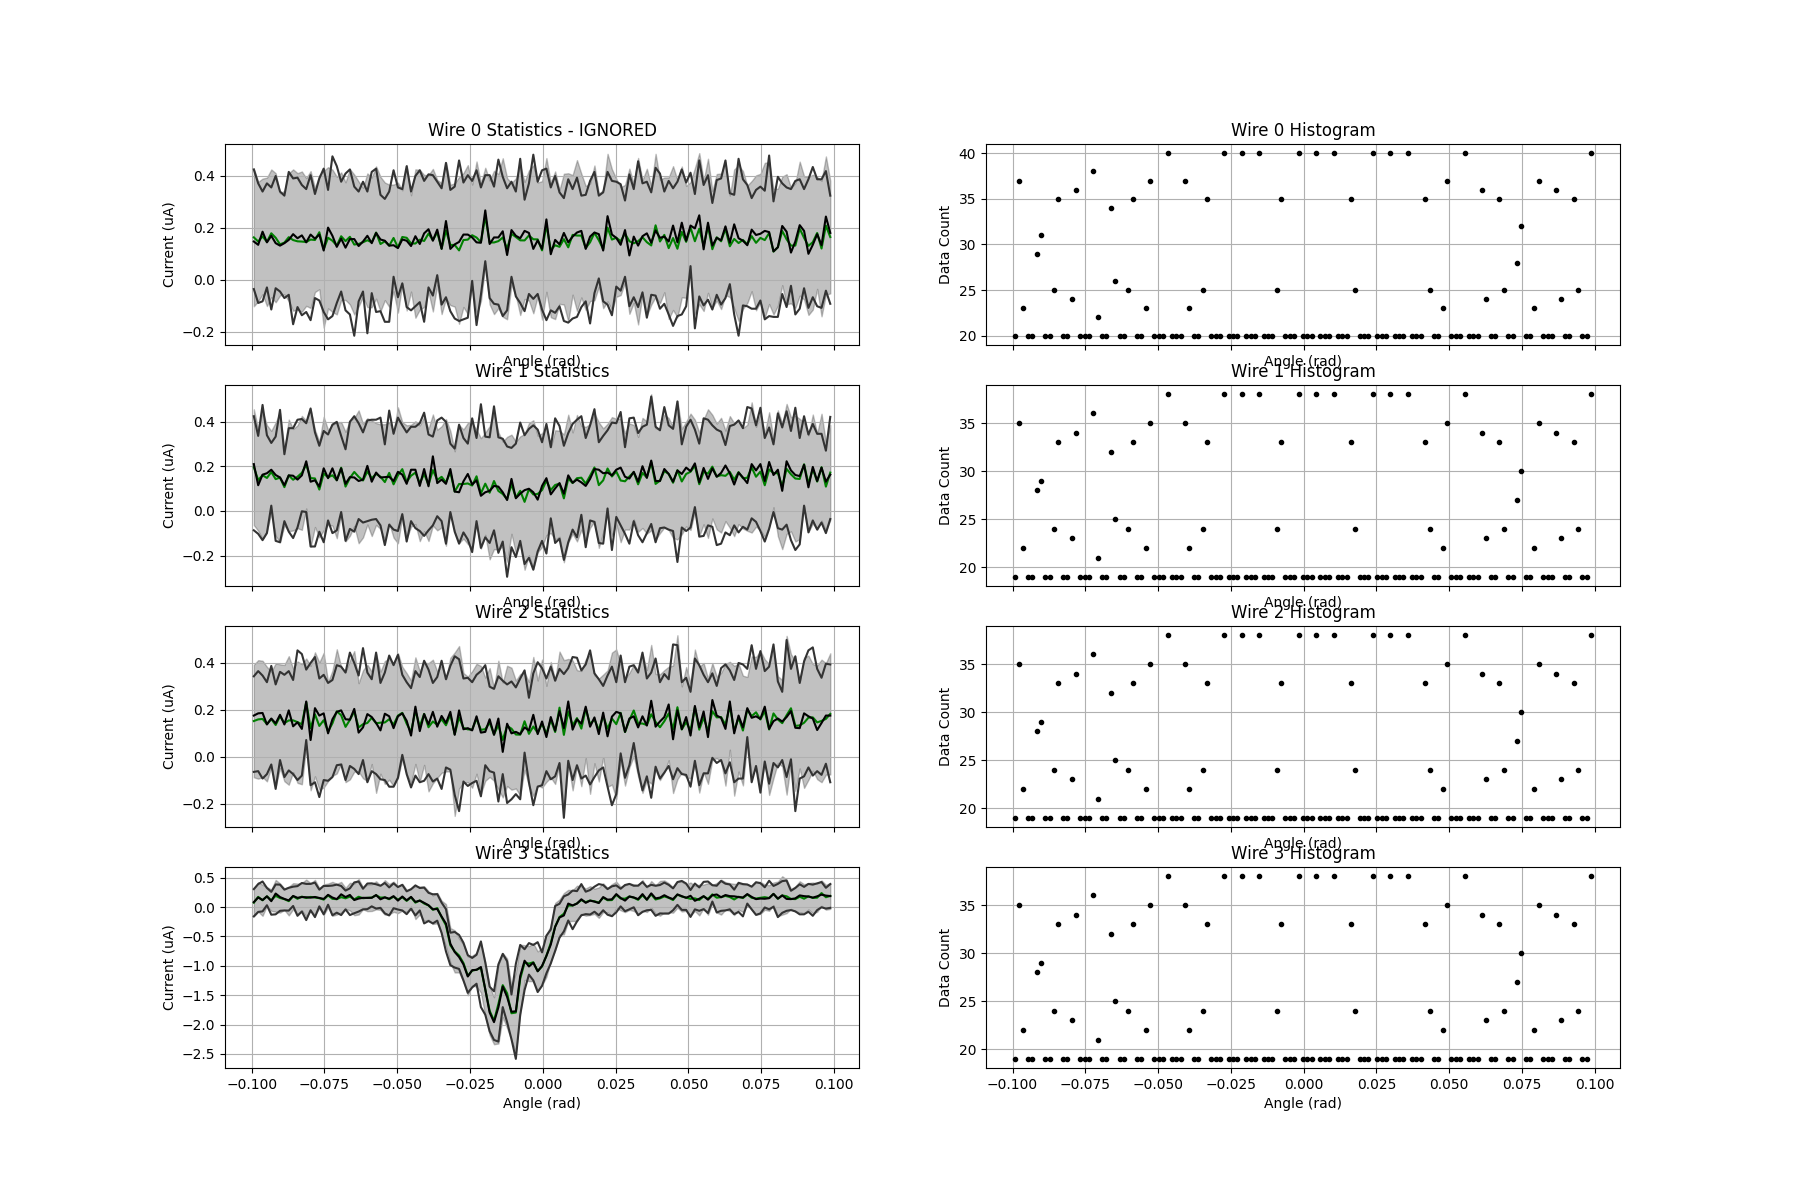 Wire 0 Statistics - IGNORED
Current (uA)
0.4
0.2
0.0
−0.2
Angle (rad)
Wire 0 Histogram
Data Count
40
35
30
25
20
Angle (rad)
Wire 1 Statistics
Current (uA)
0.4
0.2
0.0
−0.2
Angle (rad)
Wire 1 Histogram
Data Count
35
30
25
20
Angle (rad)
Wire 2 Statistics
Current (uA)
0.4
0.2
0.0
−0.2
Angle (rad)
Wire 2 Histogram
Data Count
35
30
25
20
Angle (rad)
Wire 3 Statistics
Current (uA)
0.5
0.0
−0.5
−1.0
−1.5
−2.0
−2.5
−0.100 −0.075 −0.050 −0.025 0.000 0.025 0.050 0.075 0.100
Angle (rad)
Wire 3 Histogram
Data Count
35
30
25
20
−0.100 −0.075 −0.050 −0.025 0.000 0.025 0.050 0.075 0.100
Angle (rad)